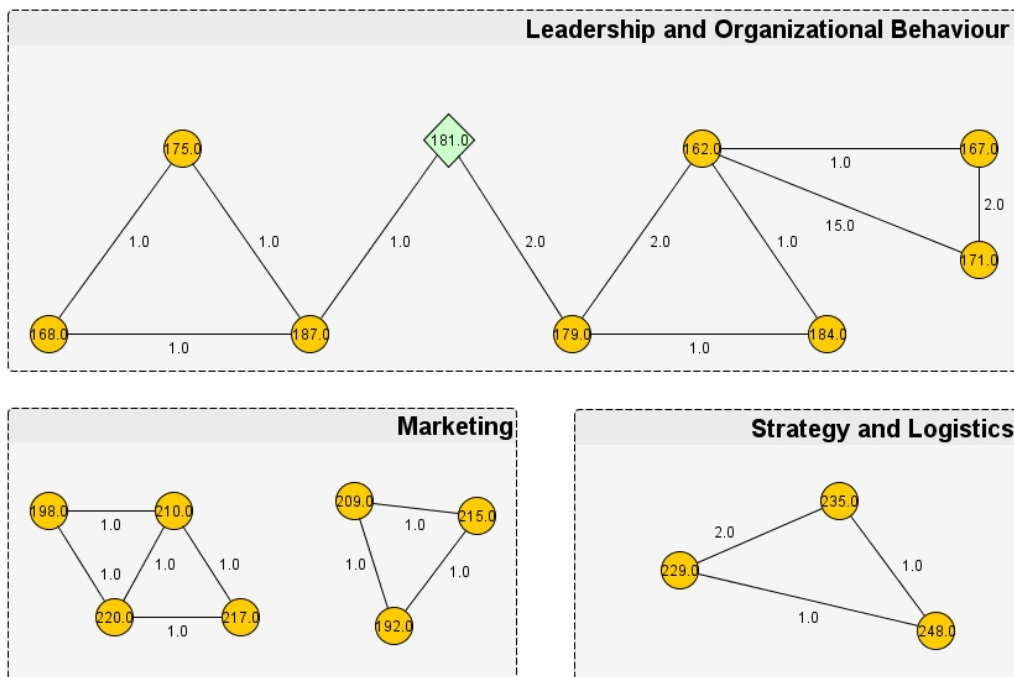 Leadership and Organizational Behaviour
181.0
175.0 162.0 167.0
1.0
2.0
15.0
1.0 1.0 1.0 2.0 2.0 1.0
171.0
168.0 187.0 179.0 184.0
1.0 1.0
Marketing
198.0 210.0
1.0
1.0 1.0 1.0
220.0 217.0
1.0
209.0 215.0
1.0
1.0 1.0
192.0
Strategy and Logistics
235.0
2.0
229.0 1.0
1.0
248.0